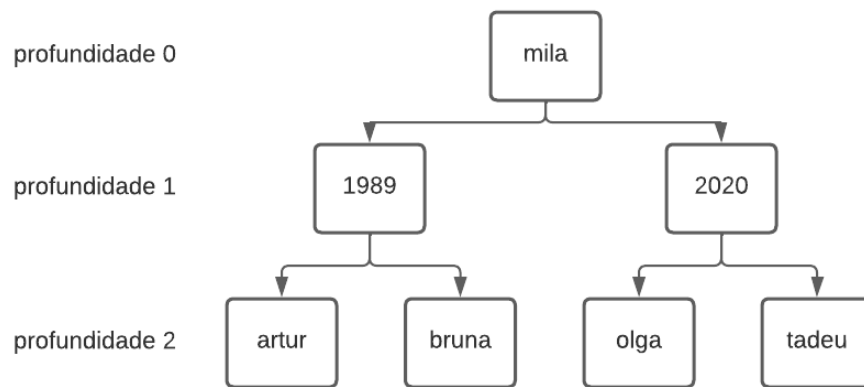 profundidade 0
mila
profundidade 1
1989
2020
profundidade 2
artur
bruna
olga
tadeu